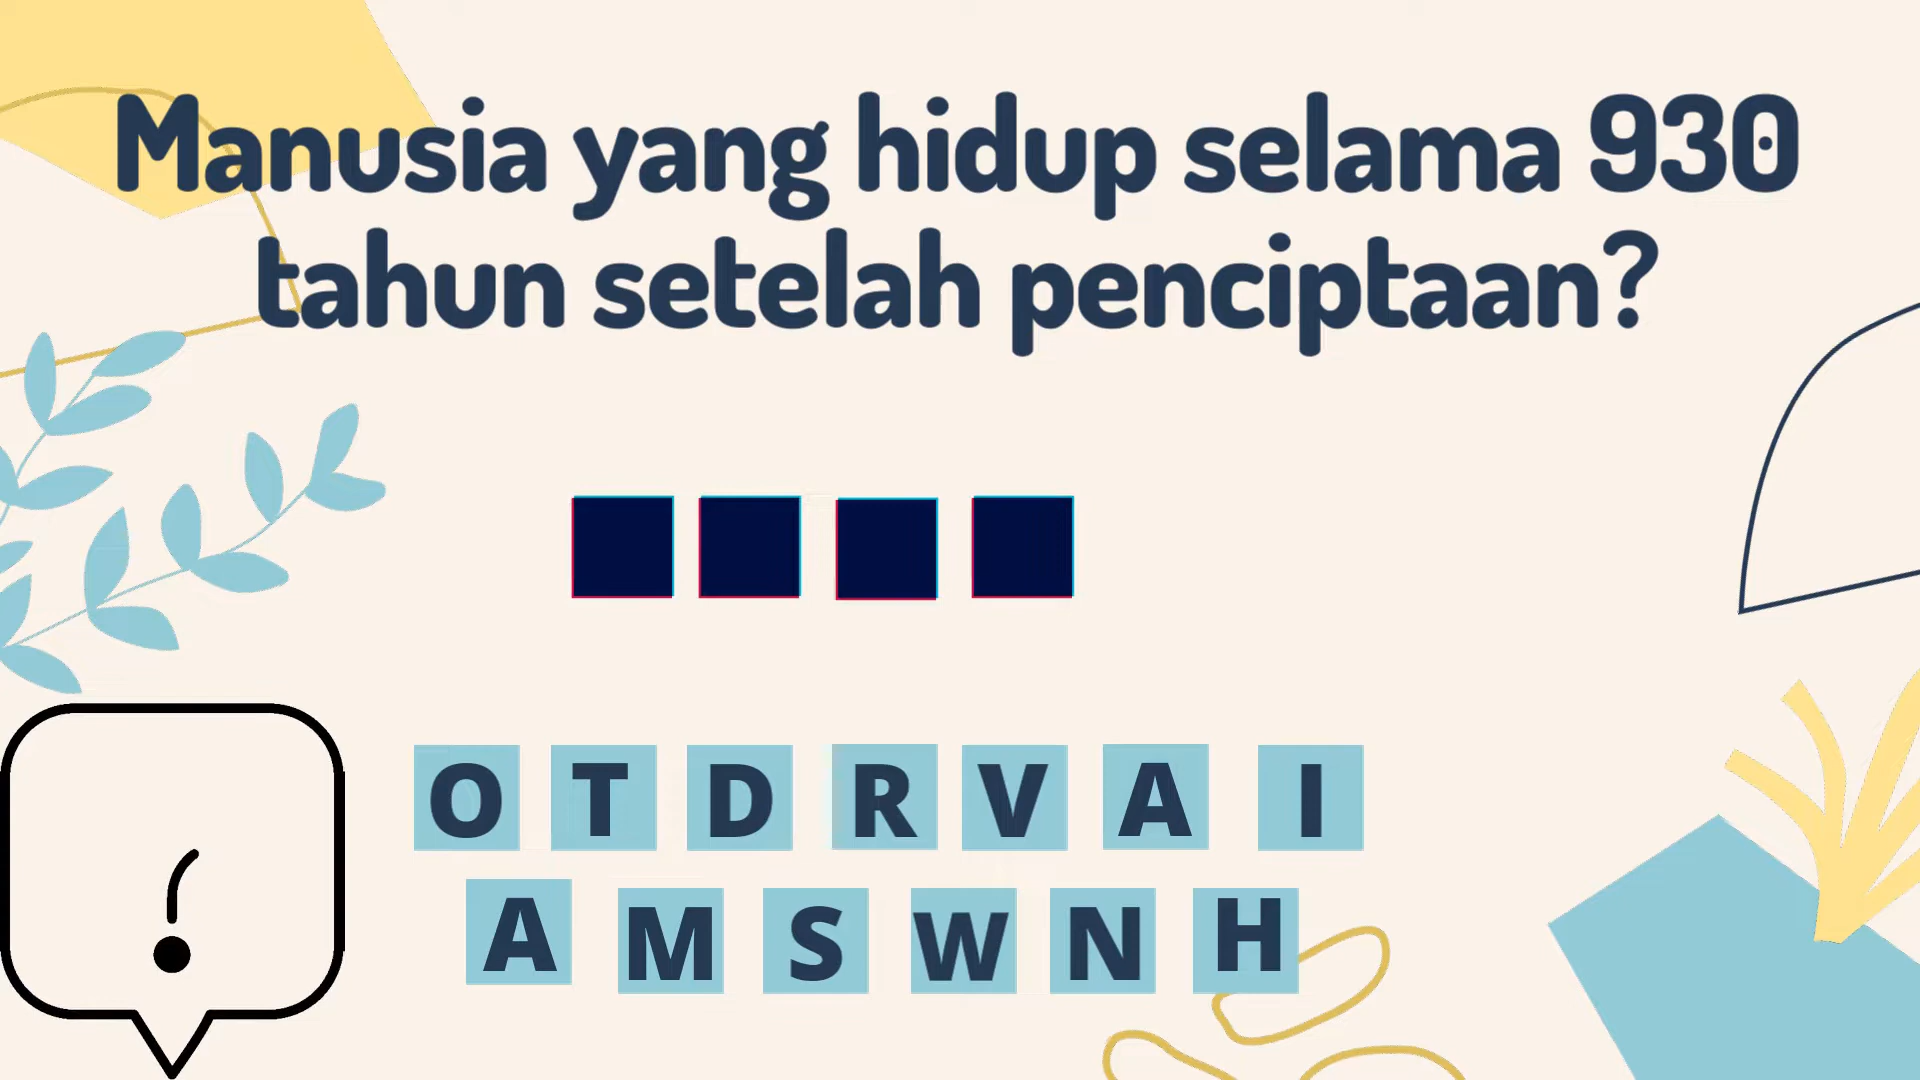 Manusia yang hidup selama 930
tahun setelah penciptaan?
O T D R V A I
A M S W N H